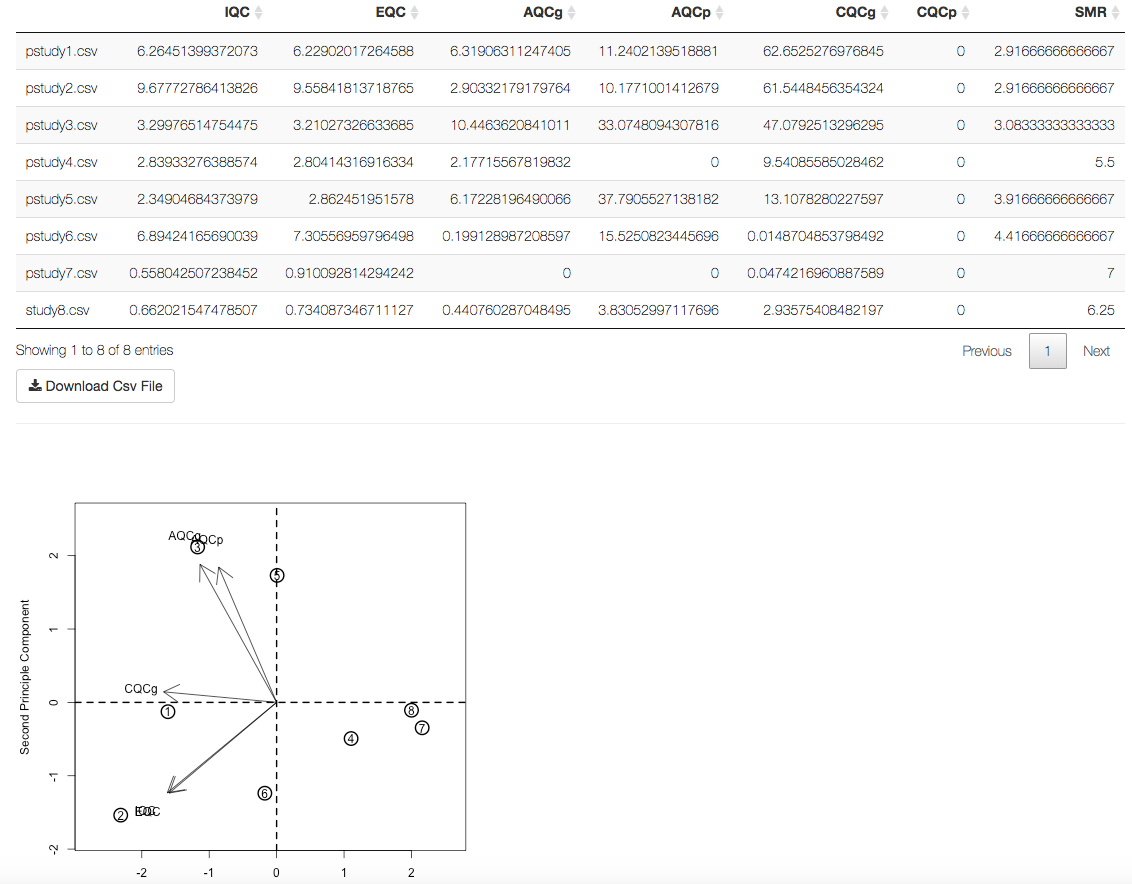 IQC EQC AQCg AQCp CQCg CQCp SMR
pstudy1.csv 6.26451399372073 6.22902017264588 6.31906311247405 11.2402139518881 62.6525276976845 0 2.91666666666667
pstudy2.csv 9.67772786413826 9.55841813718765 2.90332179179764 10.1771001412679 61.5448456354324 0 2.91666666666667
pstudy3.csv 3.29976514754475 3.21027326633685 10.4463620841011 33.0748094307816 47.0792513296295 0 3.08333333333333
pstudy4.csv 2.83933276388574 2.80414316916334 2.17715567819832 0 9.54085585028462 0 5.5
pstudy5.csv 2.34904684373979 2.862451951578 6.17228196490066 37.7905527138182 13.1078280227597 0 3.91666666666667
pstudy6.csv 6.89424165690039 7.30556959796498 0.199128987208597 15.5250823445696 0.0148704853798492 0 4.41666666666667
pstudy7.csv 0.558042507238452 0.910092814294242 0 0 0.0474216960887589 0 7
study8.csv 0.662021547478507 0.734087346711127 0.440760287048495 3.83052997117696 2.93575408482197 0 6.25
Showing 1 to 8 of 8 entries
Previous 1 Next
Download Csv File
Second Principle Component
2
1
0
-1
-2
AQCg
3
5
CQCg
1
8
7
4
6
2
-2 -1 0 1 2